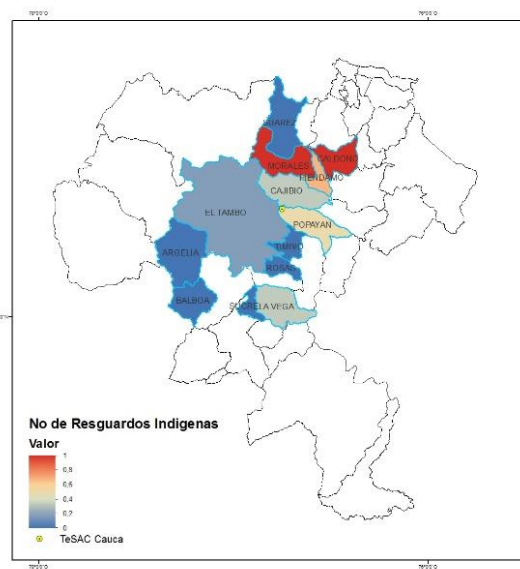 SUAREZ
CALDONO
MORALES
PIENDAMO
CAJIBIO
EL TAMBO
POPAYAN
TIMBIO
ARGELIA
ROSAS
BALBOA
SUCRE LA VEGA
No de Resguardos Indigenas
Valor
1
0,8
0,6
0,4
0,2
0
TeSAC Cauca